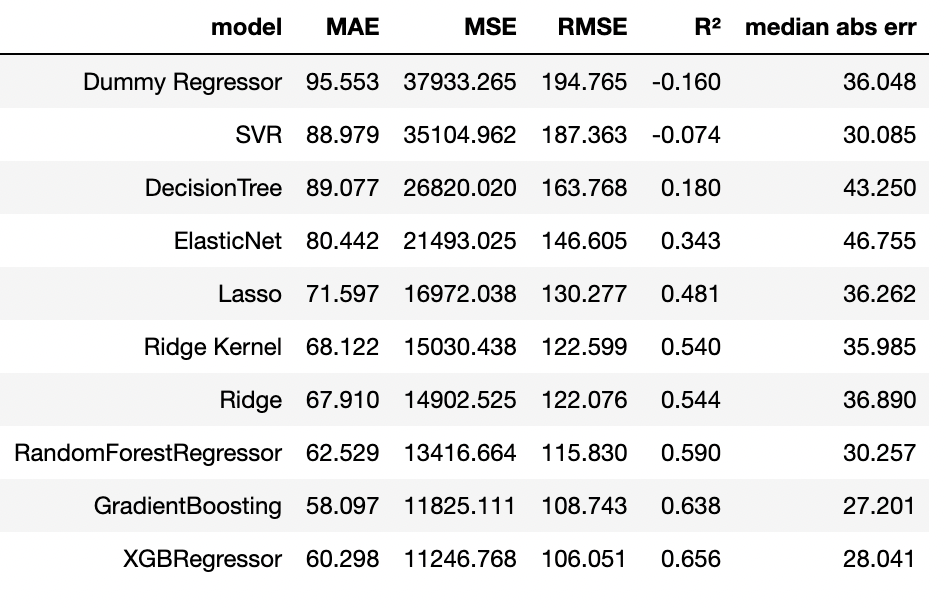 model MAE MSE RMSE R² median abs err
Dummy Regressor 95.553 37933.265 194.765 -0.160 36.048
SVR 88.979 35104.962 187.363 -0.074 30.085
DecisionTree 89.077 26820.020 163.768 0.180 43.250
ElasticNet 80.442 21493.025 146.605 0.343 46.755
Lasso 71.597 16972.038 130.277 0.481 36.262
Ridge Kernel 68.122 15030.438 122.599 0.540 35.985
Ridge 67.910 14902.525 122.076 0.544 36.890
RandomForestRegressor 62.529 13416.664 115.830 0.590 30.257
GradientBoosting 58.097 11825.111 108.743 0.638 27.201
XGBRegressor 60.298 11246.768 106.051 0.656 28.041